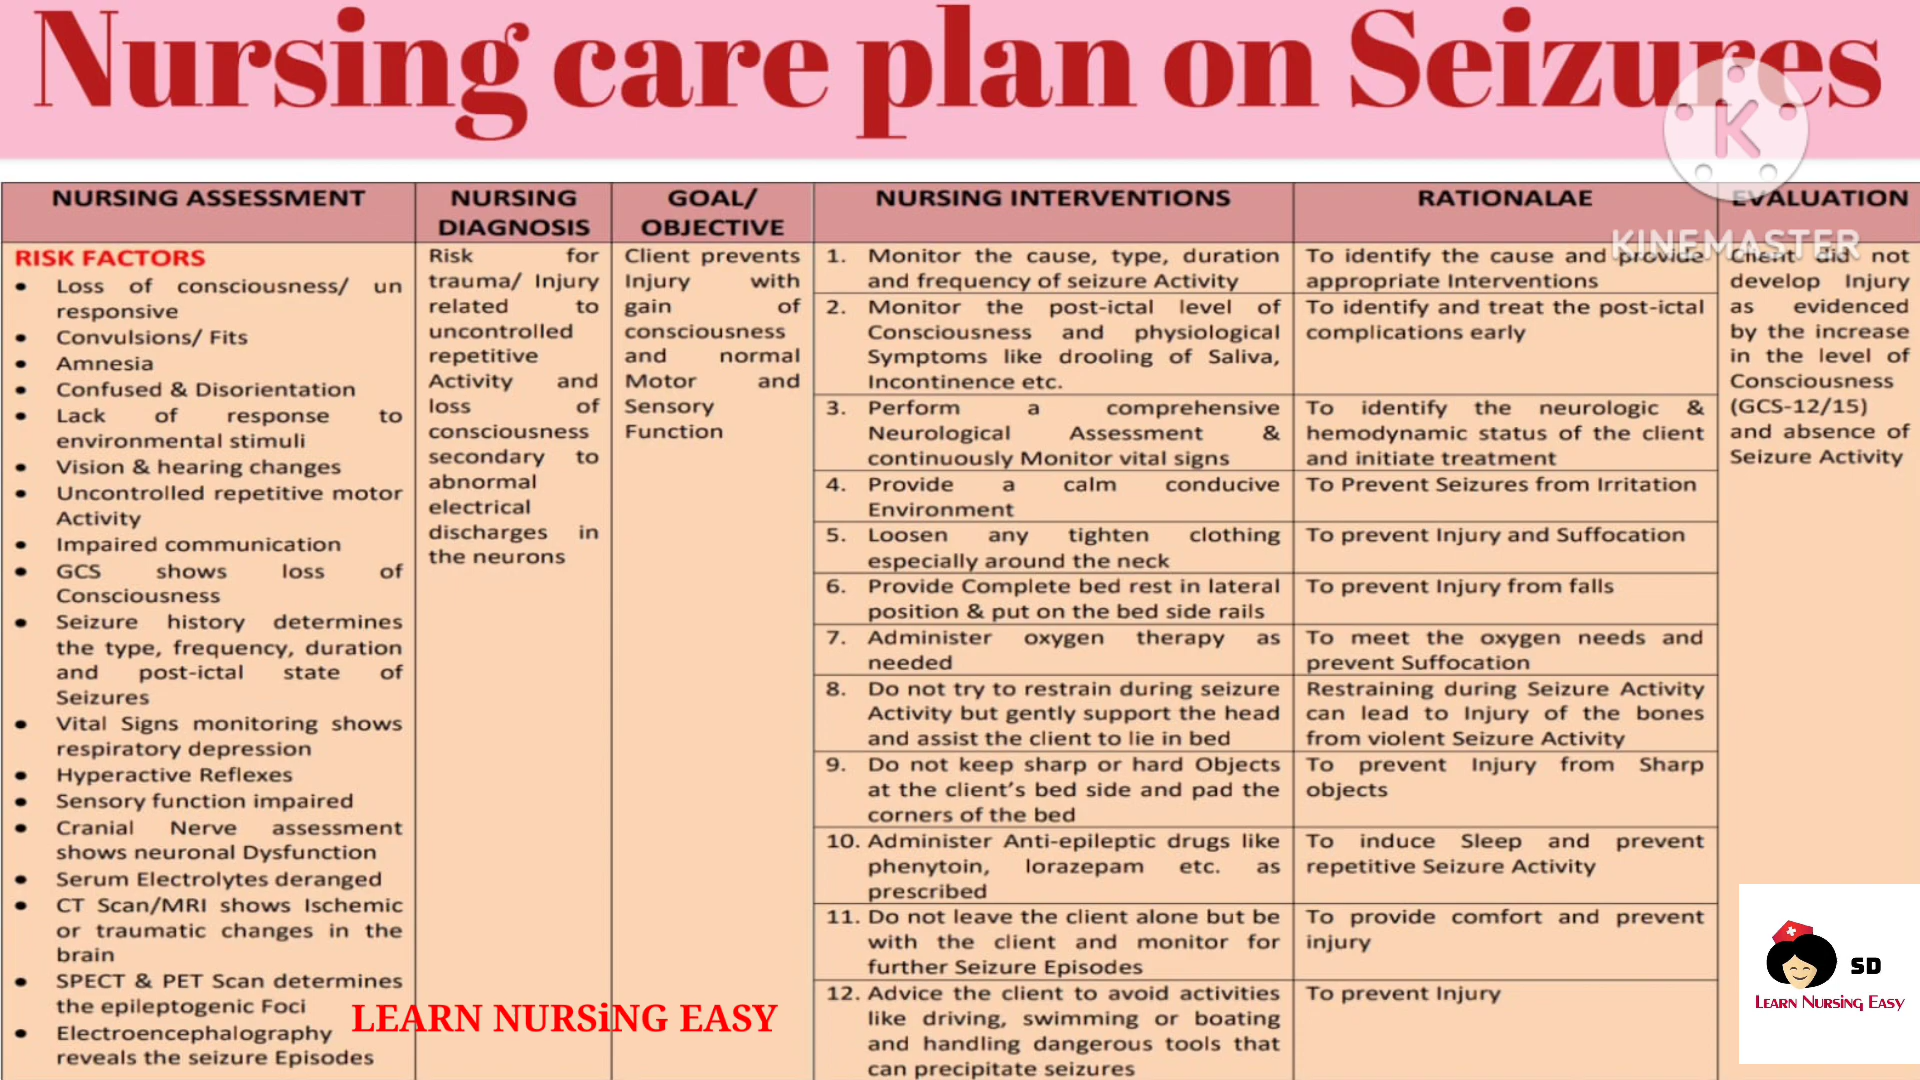 Nursing care plan on Seizures
K
KINEMASTER
NURSING ASSESSMENT
NURSING
DIAGNOSIS
GOAL/
OBJECTIVE
NURSING INTERVENTIONS
RATIONALAE
EVALUATION
RISK FACTORS
• Loss of consciousness/ un
responsive
• Convulsions/ Fits
• Amnesia
• Confused & Disorientation
• Lack of response to
environmental stimuli
• Vision & hearing changes
• Uncontrolled repetitive motor
Activity
• Impaired communication
• GCS shows loss of
Consciousness
• Seizure history determines
the type, frequency, duration
and post-ictal state of
Seizures
• Vital Signs monitoring shows
respiratory depression
• Hyperactive Reflexes
• Sensory function impaired
• Cranial Nerve assessment
shows neuronal Dysfunction
• Serum Electrolytes deranged
• CT Scan/MRI shows Ischemic
or traumatic changes in the
brain
• SPECT & PET Scan determines
the epileptogenic Foci
• Electroencephalography
reveals the seizure Episodes
Risk for
trauma/ Injury
related to
uncontrolled
repetitive
Activity and
loss of
consciousness
secondary to
abnormal
electrical
discharges in
the neurons
Client prevents
Injury with
gain of
consciousness
and normal
Motor and
Sensory
Function
1. Monitor the cause, type, duration
and frequency of seizure Activity
To identify the cause and provide
appropriate Interventions
2. Monitor the post-ictal level of
Consciousness and physiological
Symptoms like drooling of Saliva,
Incontinence etc.
To identify and treat the post-ictal
complications early
3. Perform a comprehensive
Neurological Assessment &
continuously Monitor vital signs
To identify the neurologic &
hemodynamic status of the client
and initiate treatment
4. Provide a calm conducive
Environment
To Prevent Seizures from Irritation
5. Loosen any tighten clothing
especially around the neck
To prevent Injury and Suffocation
6. Provide Complete bed rest in lateral
position & put on the bed side rails
To prevent Injury from falls
7. Administer oxygen therapy as
needed
To meet the oxygen needs and
prevent Suffocation
8. Do not try to restrain during seizure
Activity but gently support the head
and assist the client to lie in bed
Restraining during Seizure Activity
can lead to Injury of the bones
from violent Seizure Activity
9. Do not keep sharp or hard Objects
at the client's bed side and pad the
corners of the bed
To prevent Injury from Sharp
objects
10. Administer Anti-epileptic drugs like
phenytoin, lorazepam etc. as
prescribed
To induce Sleep and prevent
repetitive Seizure Activity
11. Do not leave the client alone but be
with the client and monitor for
further Seizure Episodes
To provide comfort and prevent
injury
12. Advice the client to avoid activities
like driving, swimming or boating
and handling dangerous tools that
can precipitate seizures
To prevent Injury
Client did not
develop Injury
as evidenced
by the increase
in the level of
Consciousness
(GCS-12/15)
and absence of
Seizure Activity
LEARN NURSiNG EASY
SD
LEARN NURSING EASY